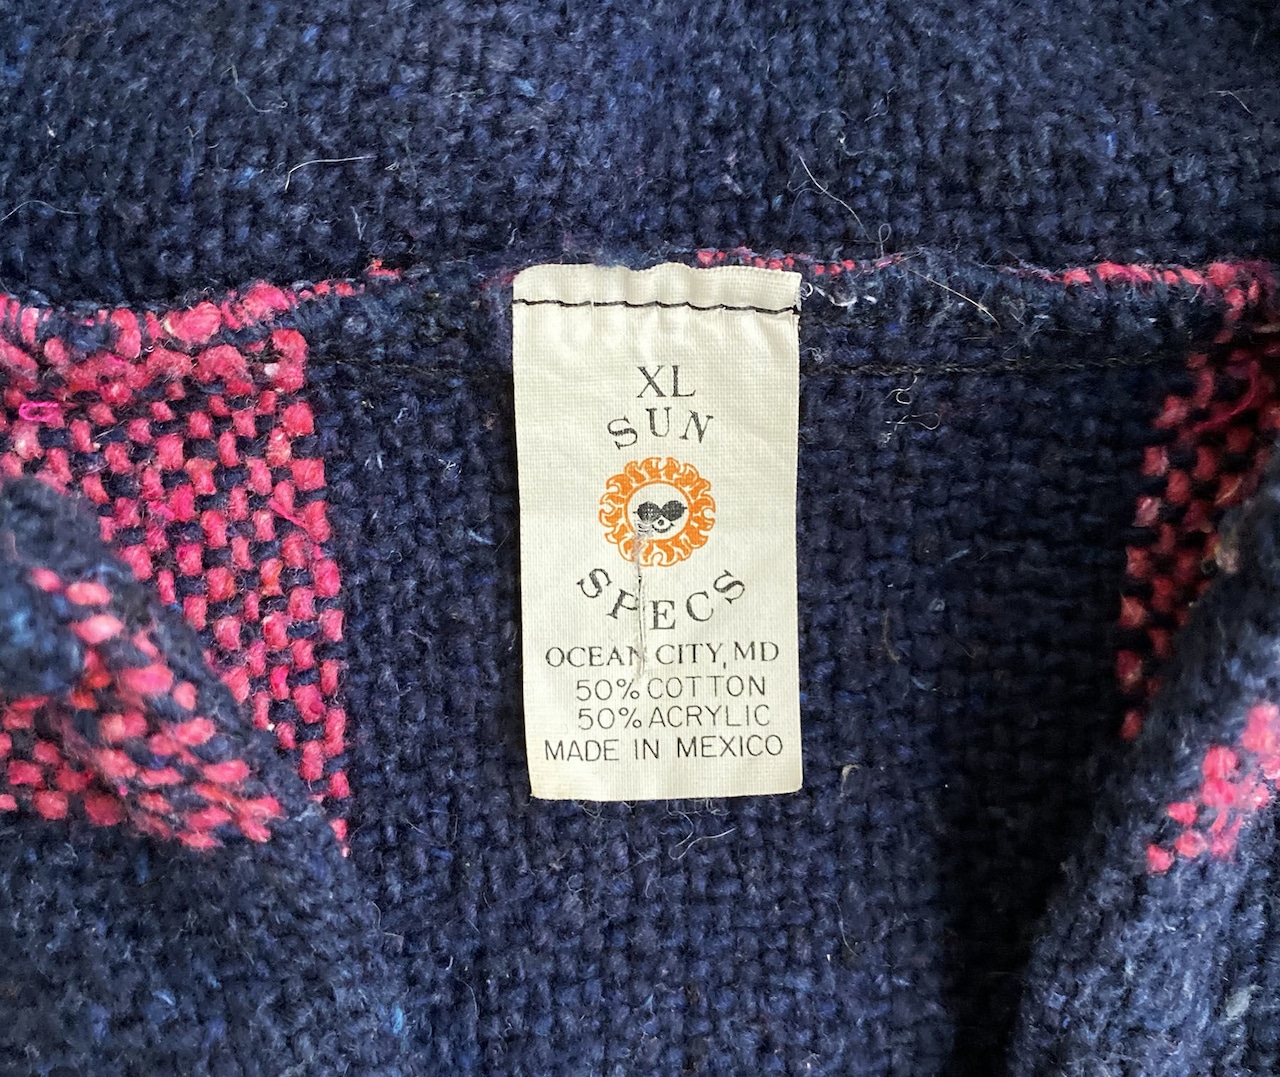 XL
SUN
SPECS
OCEAN CITY, MD
50% COTTON
50% ACRYLIC
MADE IN MEXICO